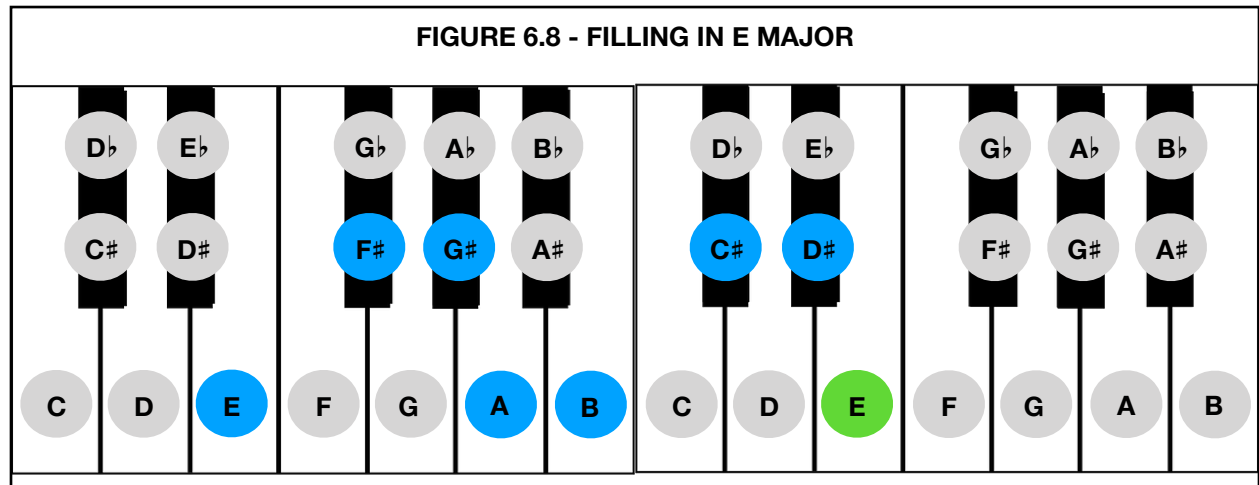 FIGURE 6.8 - FILLING IN E MAJOR
D♭ E♭ G♭ A♭ B♭ D♭ E♭ G♭ A♭ B♭
C♯ D♯ F♯ G♯ A♯ C♯ D♯ F♯ G♯ A♯
C D E F G A B C D E F G A B